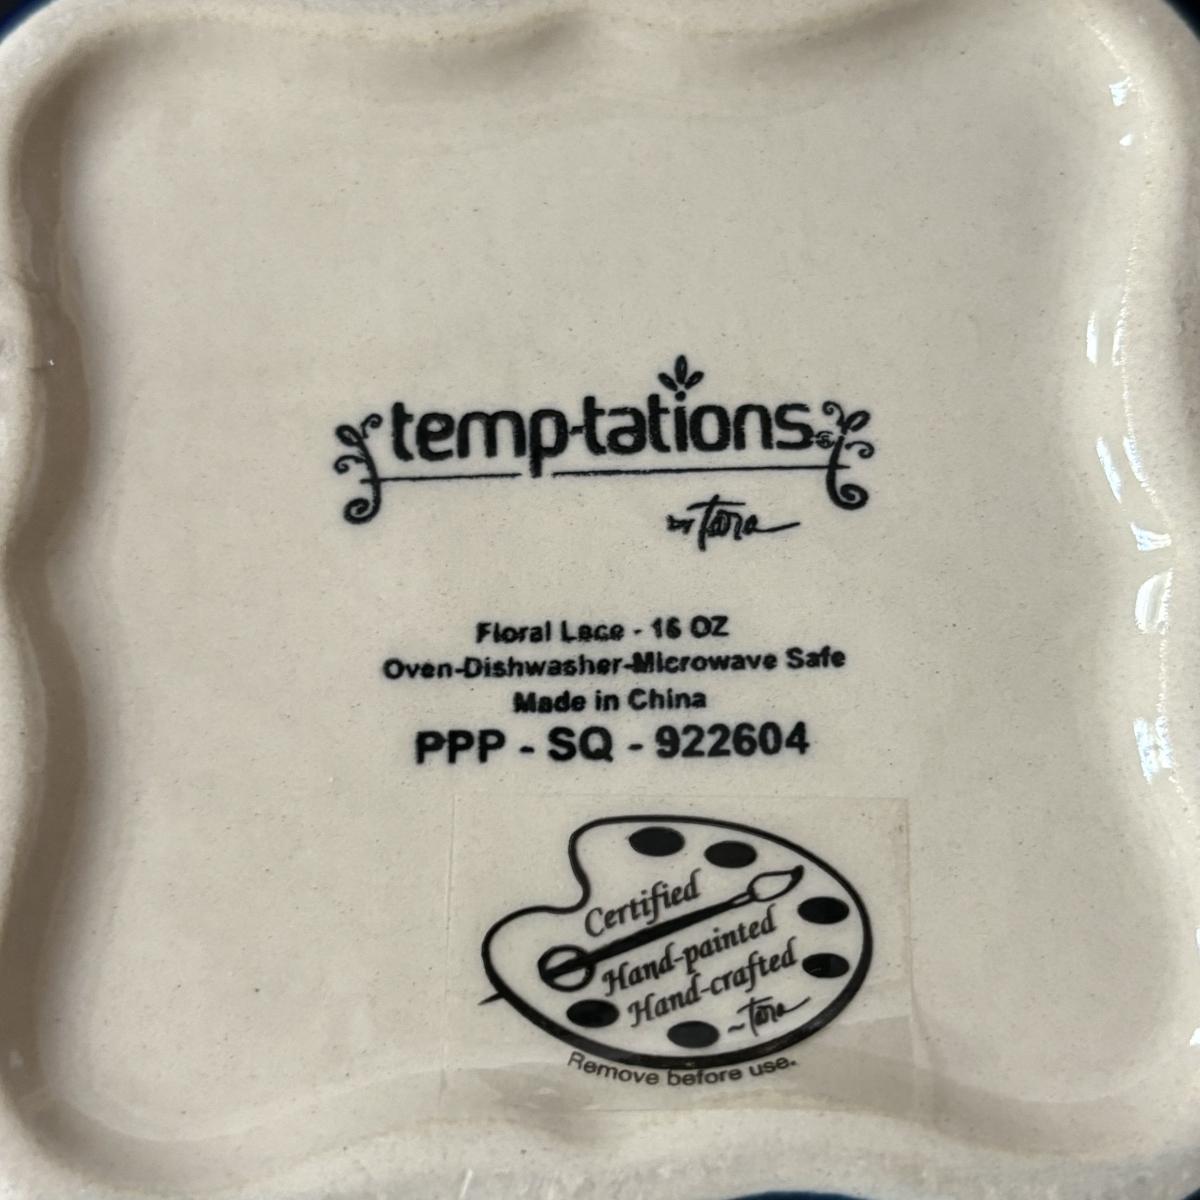 temp-tations®
by Tara
Floral Lace - 16 OZ
Oven-Dishwasher-Microwave Safe
Made in China
PPP - SQ - 922604
Certified
Hand-painted
Hand-crafted
~Tara
Remove before use.